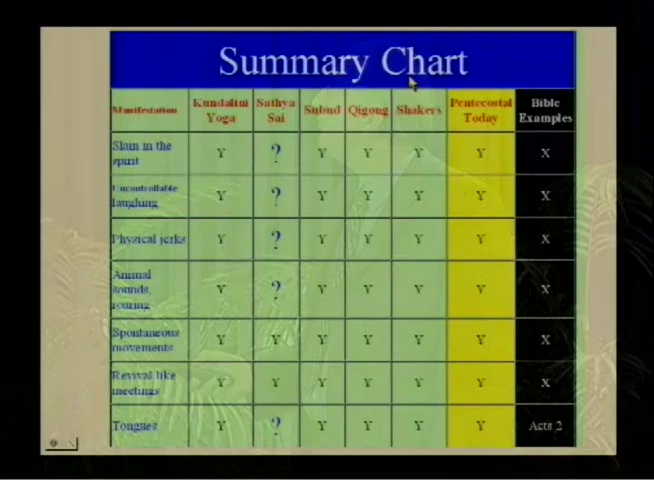 Summary Chart
Manifestation Kundalini Yoga Sathya Sai Subud Qigong Shakers Pentecostal Today Bible Examples
Slain in the spirit Y ? Y Y Y Y X
Uncontrollable laughing Y ? Y Y Y Y X
Physical jerks Y ? Y Y Y Y X
Animal sounds, roaring Y ? Y Y Y Y X
Spontaneous movements Y Y Y Y Y Y X
Revival like meetings Y Y Y Y Y Y X
Tongues Y ? Y Y Y Y Acts 2